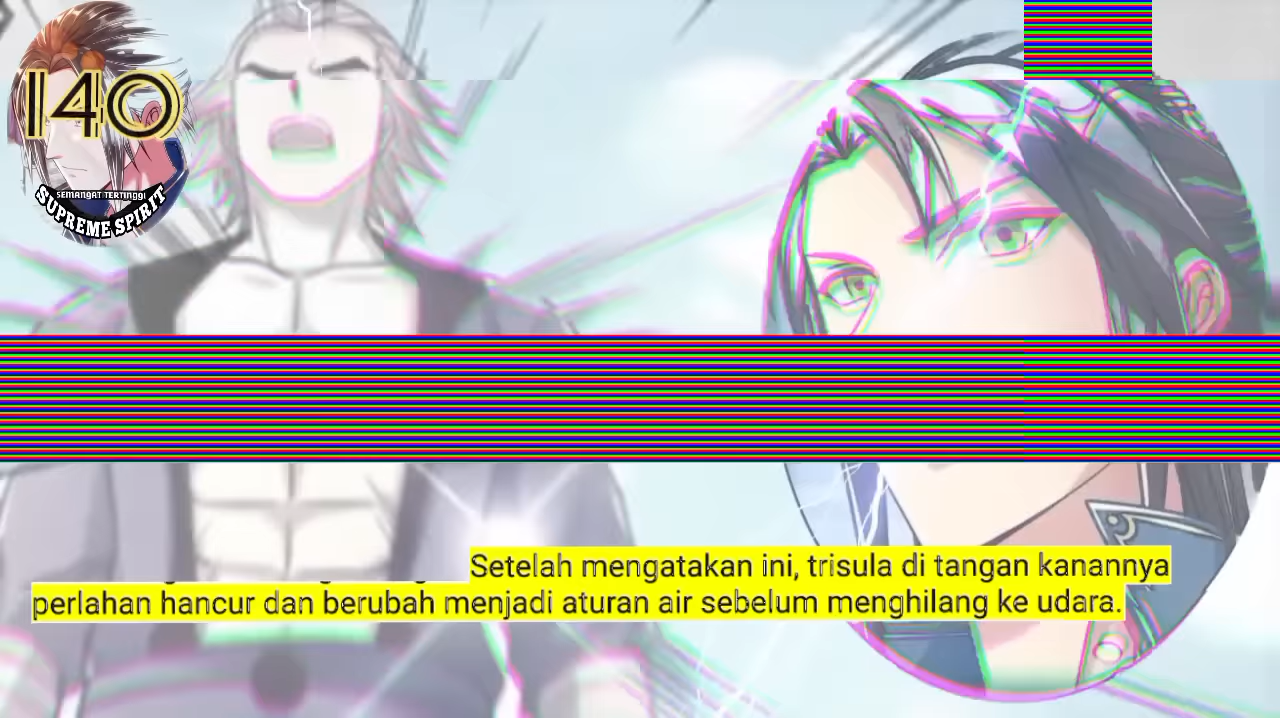 140
SEMANGAT TERTINGGI
SUPREME SPIRIT
Setelah mengatakan ini, trisula di tangan kanannya
perlahan hancur dan berubah menjadi aturan air sebelum menghilang ke udara.